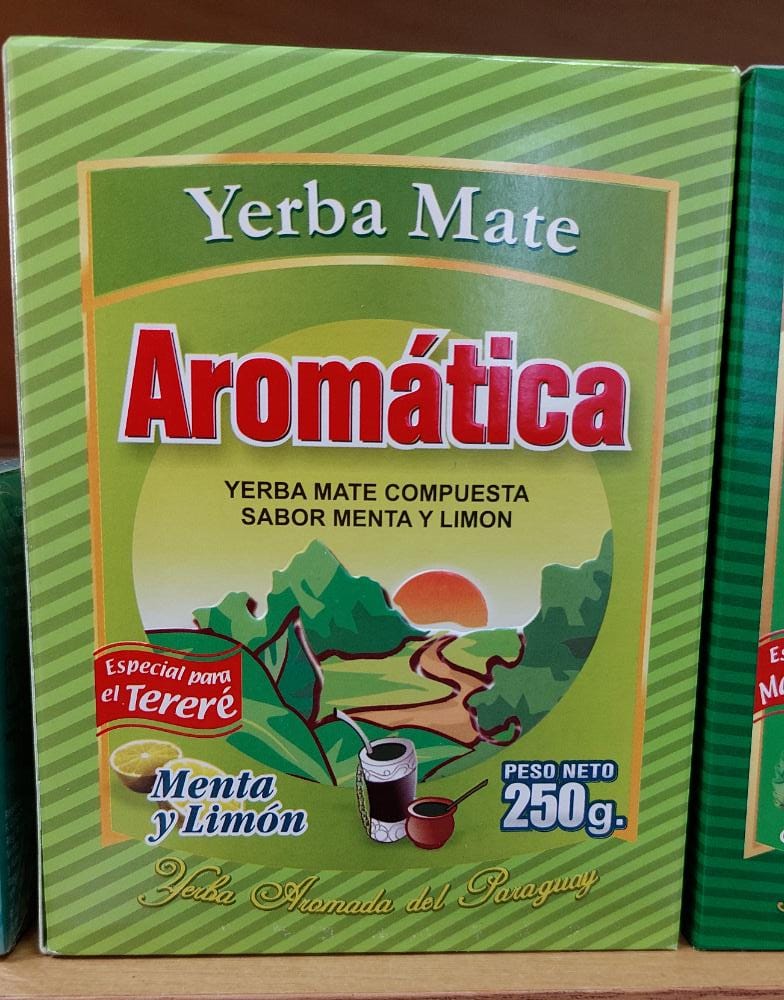 Yerba Mate
Aromática
YERBA MATE COMPUESTA
SABOR MENTA Y LIMON
Especial para
el Tereré
Menta
y Limón
PESO NETO
250g.
Yerba Aromada del Paraguay